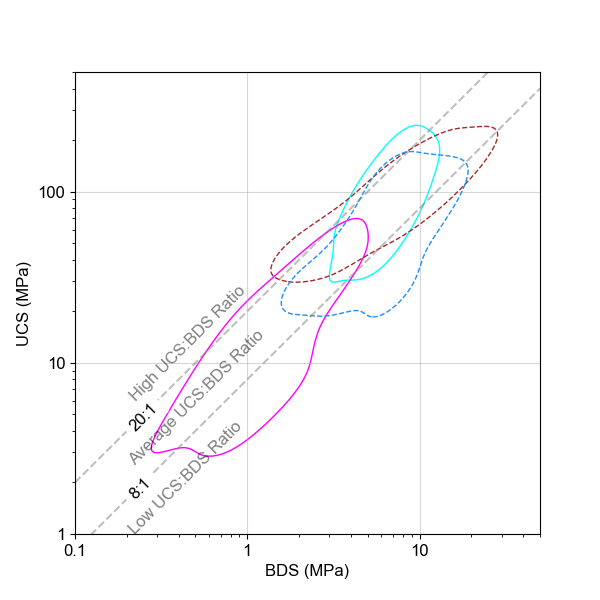 100
10
1
UCS (MPa)
High UCS:BDS Ratio
20:1
Average UCS:BDS Ratio
8:1
Low UCS:BDS Ratio
0.1
1
10
BDS (MPa)